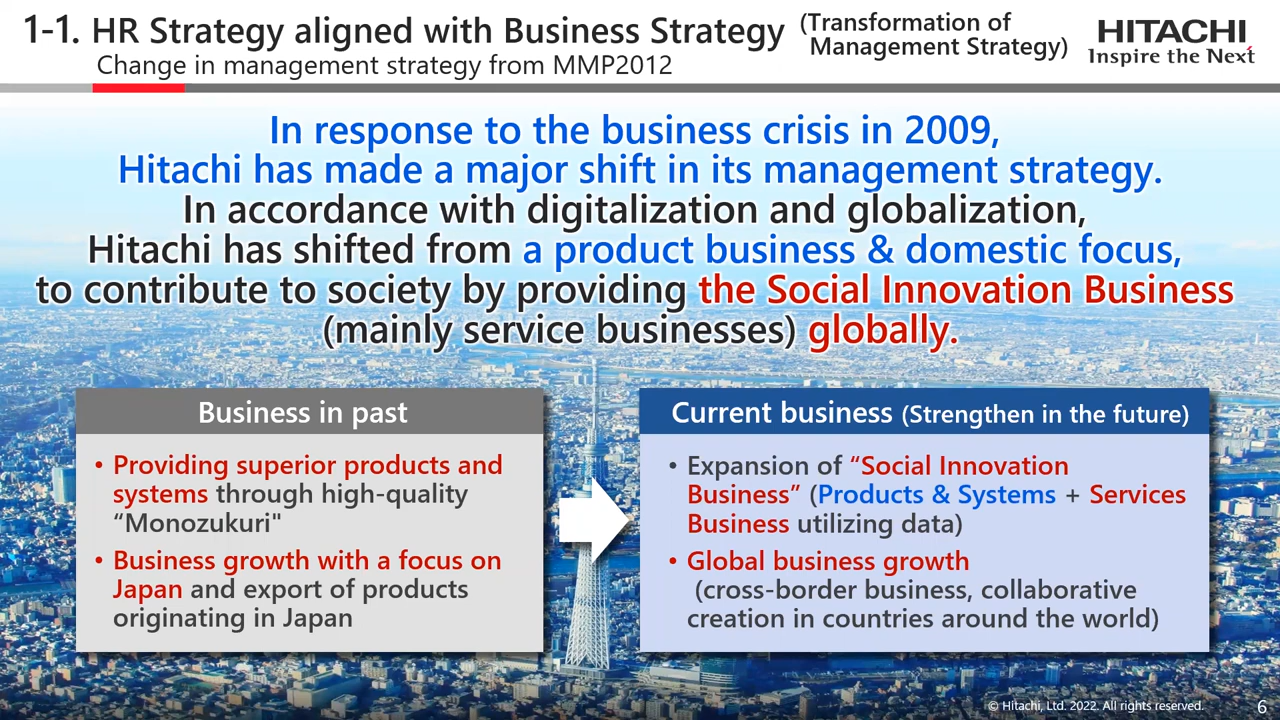 1-1. HR Strategy aligned with Business Strategy (Transformation of Management Strategy)
Change in management strategy from MMP2012
HITACHI
Inspire the Next
In response to the business crisis in 2009,
Hitachi has made a major shift in its management strategy.
In accordance with digitalization and globalization,
Hitachi has shifted from a product business & domestic focus,
to contribute to society by providing the Social Innovation Business
(mainly service businesses) globally.
Business in past
• Providing superior products and
systems through high-quality
“Monozukuri"
• Business growth with a focus on
Japan and export of products
originating in Japan
Current business (Strengthen in the future)
• Expansion of “Social Innovation
Business” (Products & Systems + Services
Business utilizing data)
• Global business growth
(cross-border business, collaborative
creation in countries around the world)
© Hitachi, Ltd. 2022. All rights reserved.
6